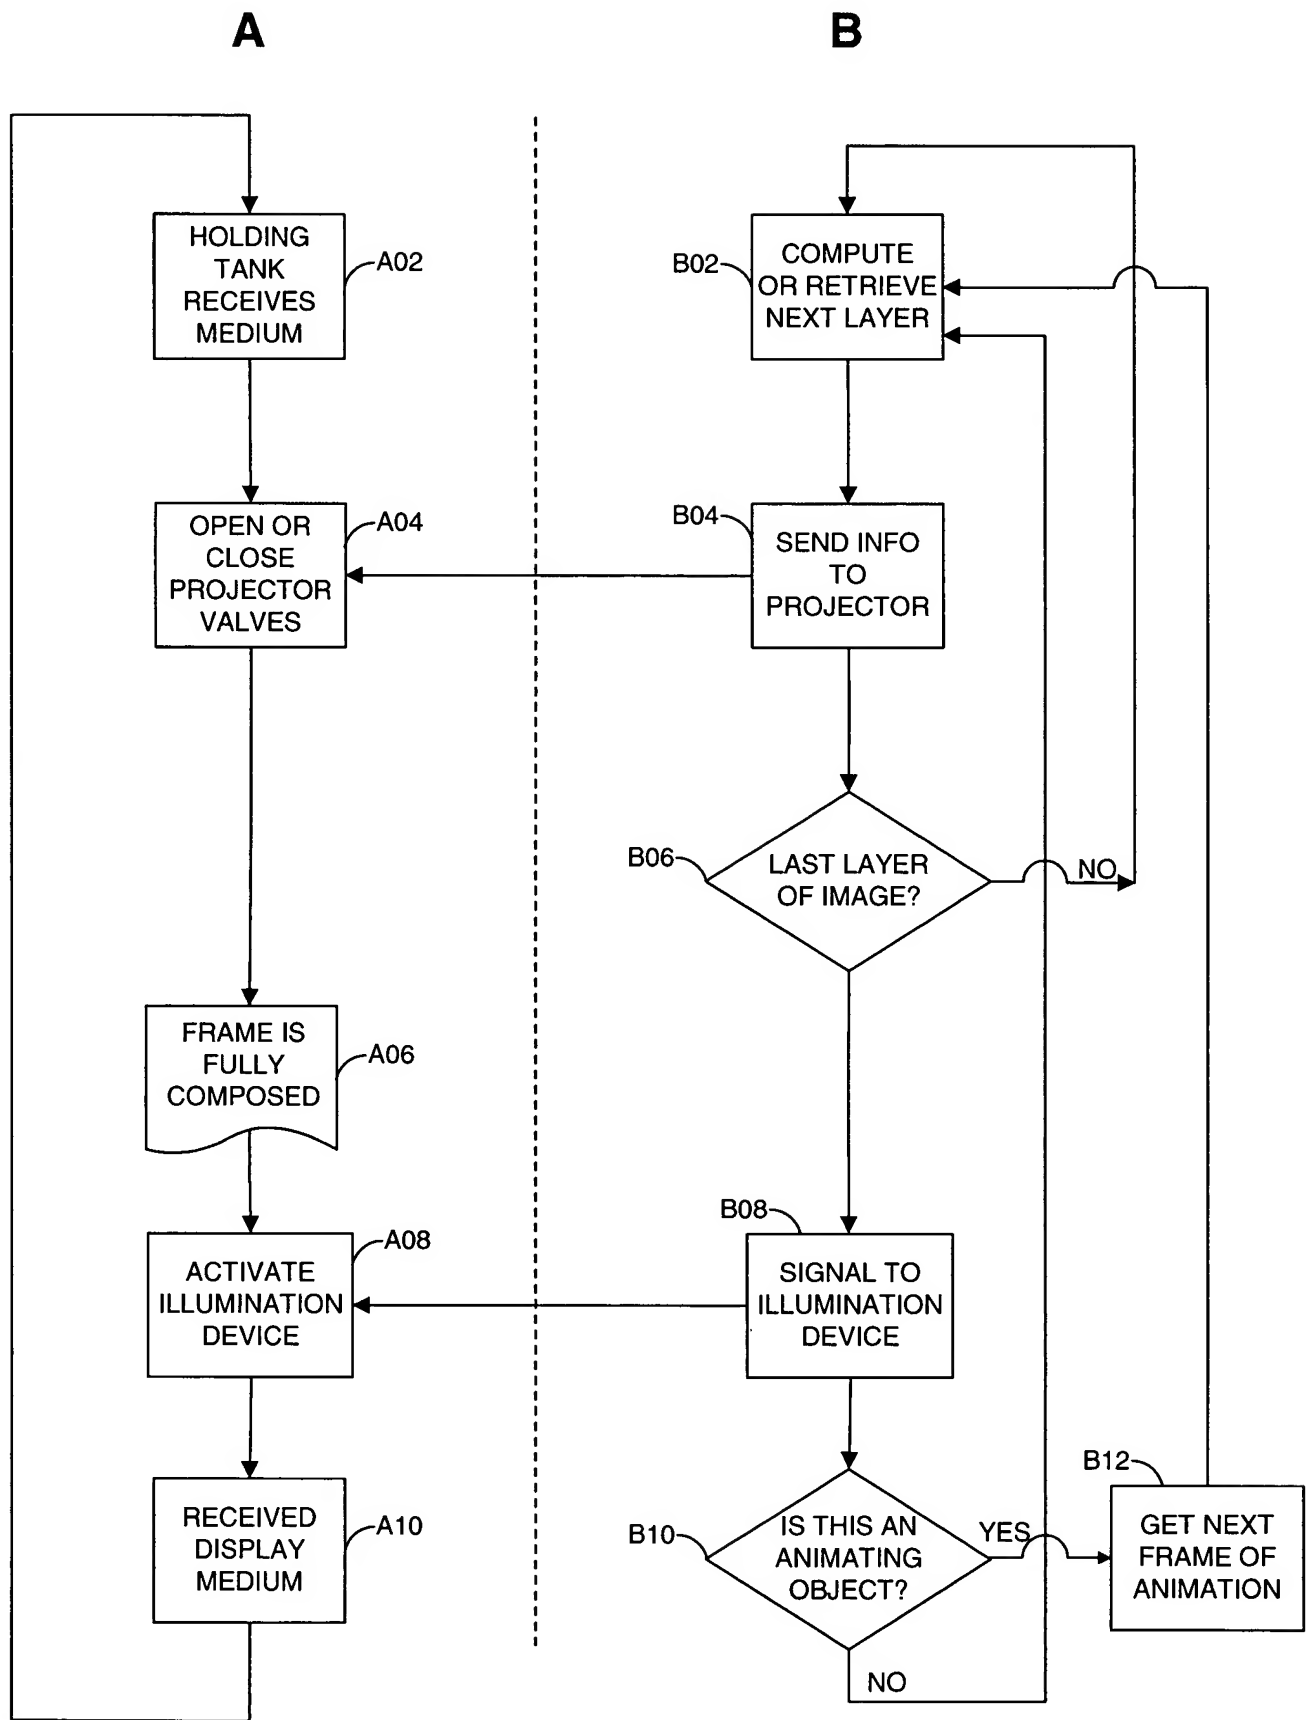 A
B
HOLDING
TANK
RECEIVES
MEDIUM
A02
OPEN OR
CLOSE
PROJECTOR
VALVES
A04
FRAME IS
FULLY
COMPOSED
A06
ACTIVATE
ILLUMINATION
DEVICE
A08
RECEIVED
DISPLAY
MEDIUM
A10
B02
COMPUTE
OR RETRIEVE
NEXT LAYER
B04
SEND INFO
TO
PROJECTOR
B06
LAST LAYER
OF IMAGE?
NO
B08
SIGNAL TO
ILLUMINATION
DEVICE
B10
IS THIS AN
ANIMATING
OBJECT?
YES
NO
B12
GET NEXT
FRAME OF
ANIMATION